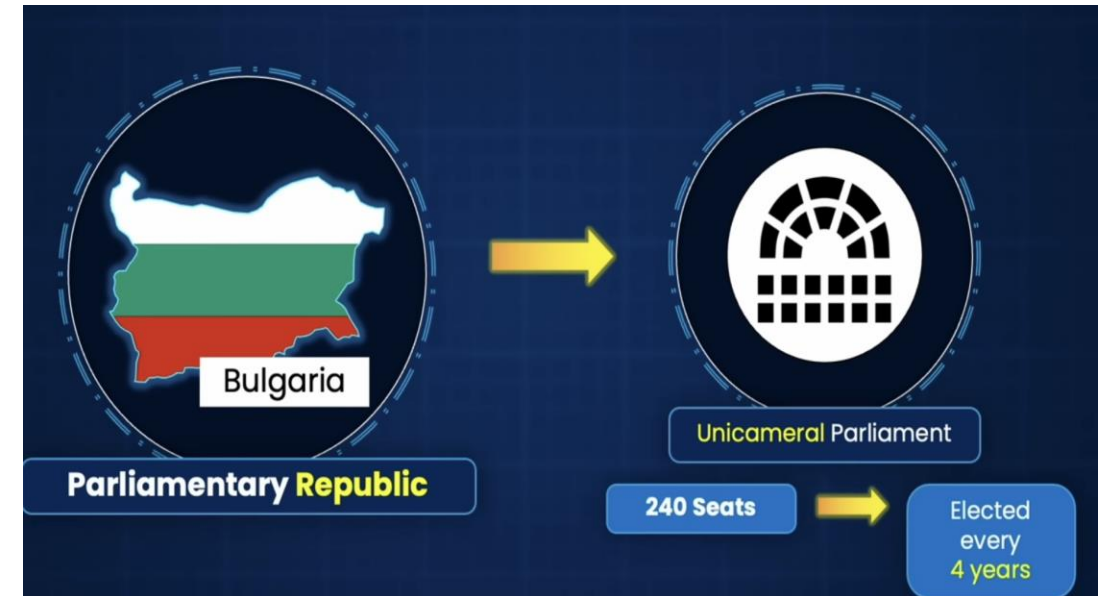 Bulgaria
Parliamentary Republic
Unicameral Parliament
240 Seats
Elected
every
4 years